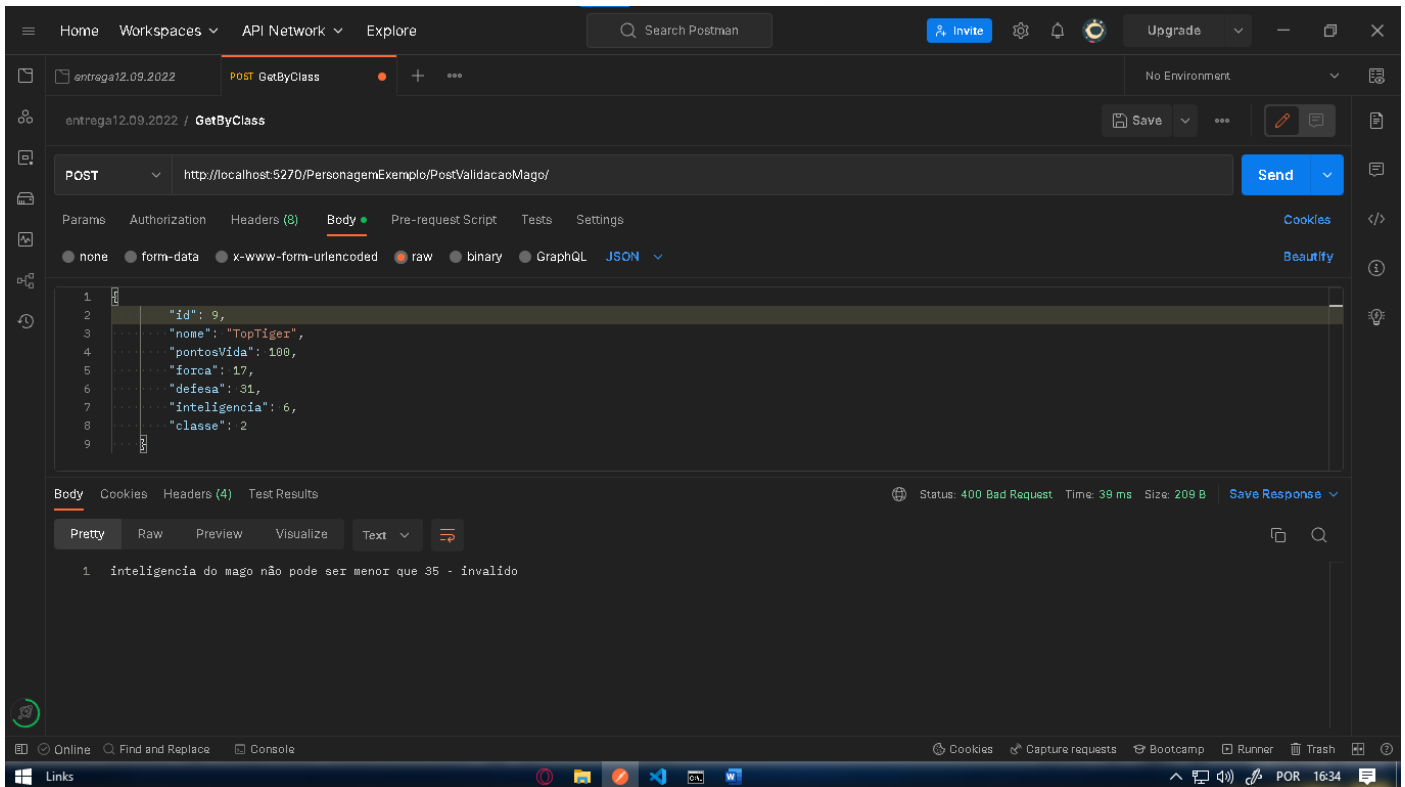 Home Workspaces API Network Explore Search Postman Invite Upgrade
entrega12.09.2022 POST GetByClass No Environment
entrega12.09.2022 / GetByClass Save
POST http://localhost:5270/PersonagemExemplo/PostValidacaoMago/ Send
Params Authorization Headers (8) Body Pre-request Script Tests Settings Cookies
none form-data x-www-form-urlencoded raw binary GraphQL JSON Beautify
1 {
2 "id": 9,
3 "nome": "TopTiger",
4 "pontosVida": 100,
5 "forca": 17,
6 "defesa": 31,
7 "inteligencia": 6,
8 "classe": 2
9 }
Body Cookies Headers (4) Test Results Status: 400 Bad Request Time: 39 ms Size: 209 B Save Response
Pretty Raw Preview Visualize Text
1 inteligencia do mago não pode ser menor que 35 - invalido
Online Find and Replace Console Cookies Capture requests Bootcamp Runner Trash
Links POR 16:34